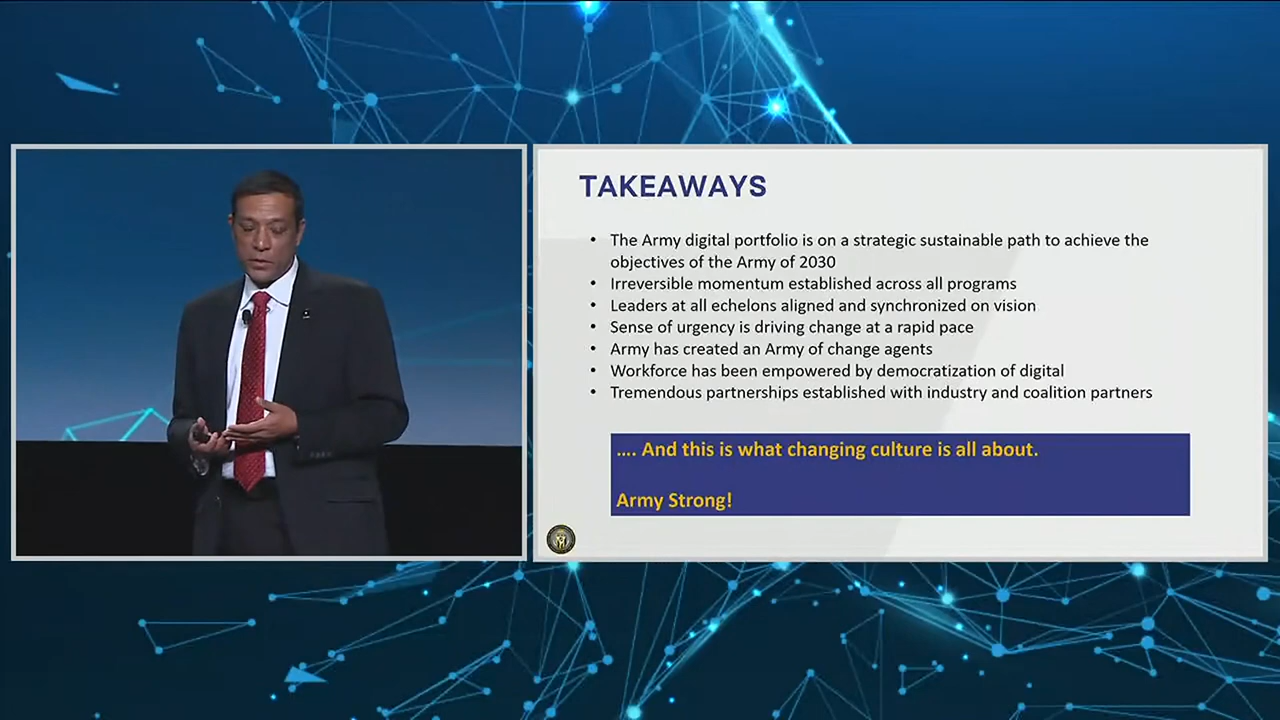 TAKEAWAYS
• The Army digital portfolio is on a strategic sustainable path to achieve the
objectives of the Army of 2030
• Irreversible momentum established across all programs
• Leaders at all echelons aligned and synchronized on vision
• Sense of urgency is driving change at a rapid pace
• Army has created an Army of change agents
• Workforce has been empowered by democratization of digital
• Tremendous partnerships established with industry and coalition partners
.... And this is what changing culture is all about.
Army Strong!